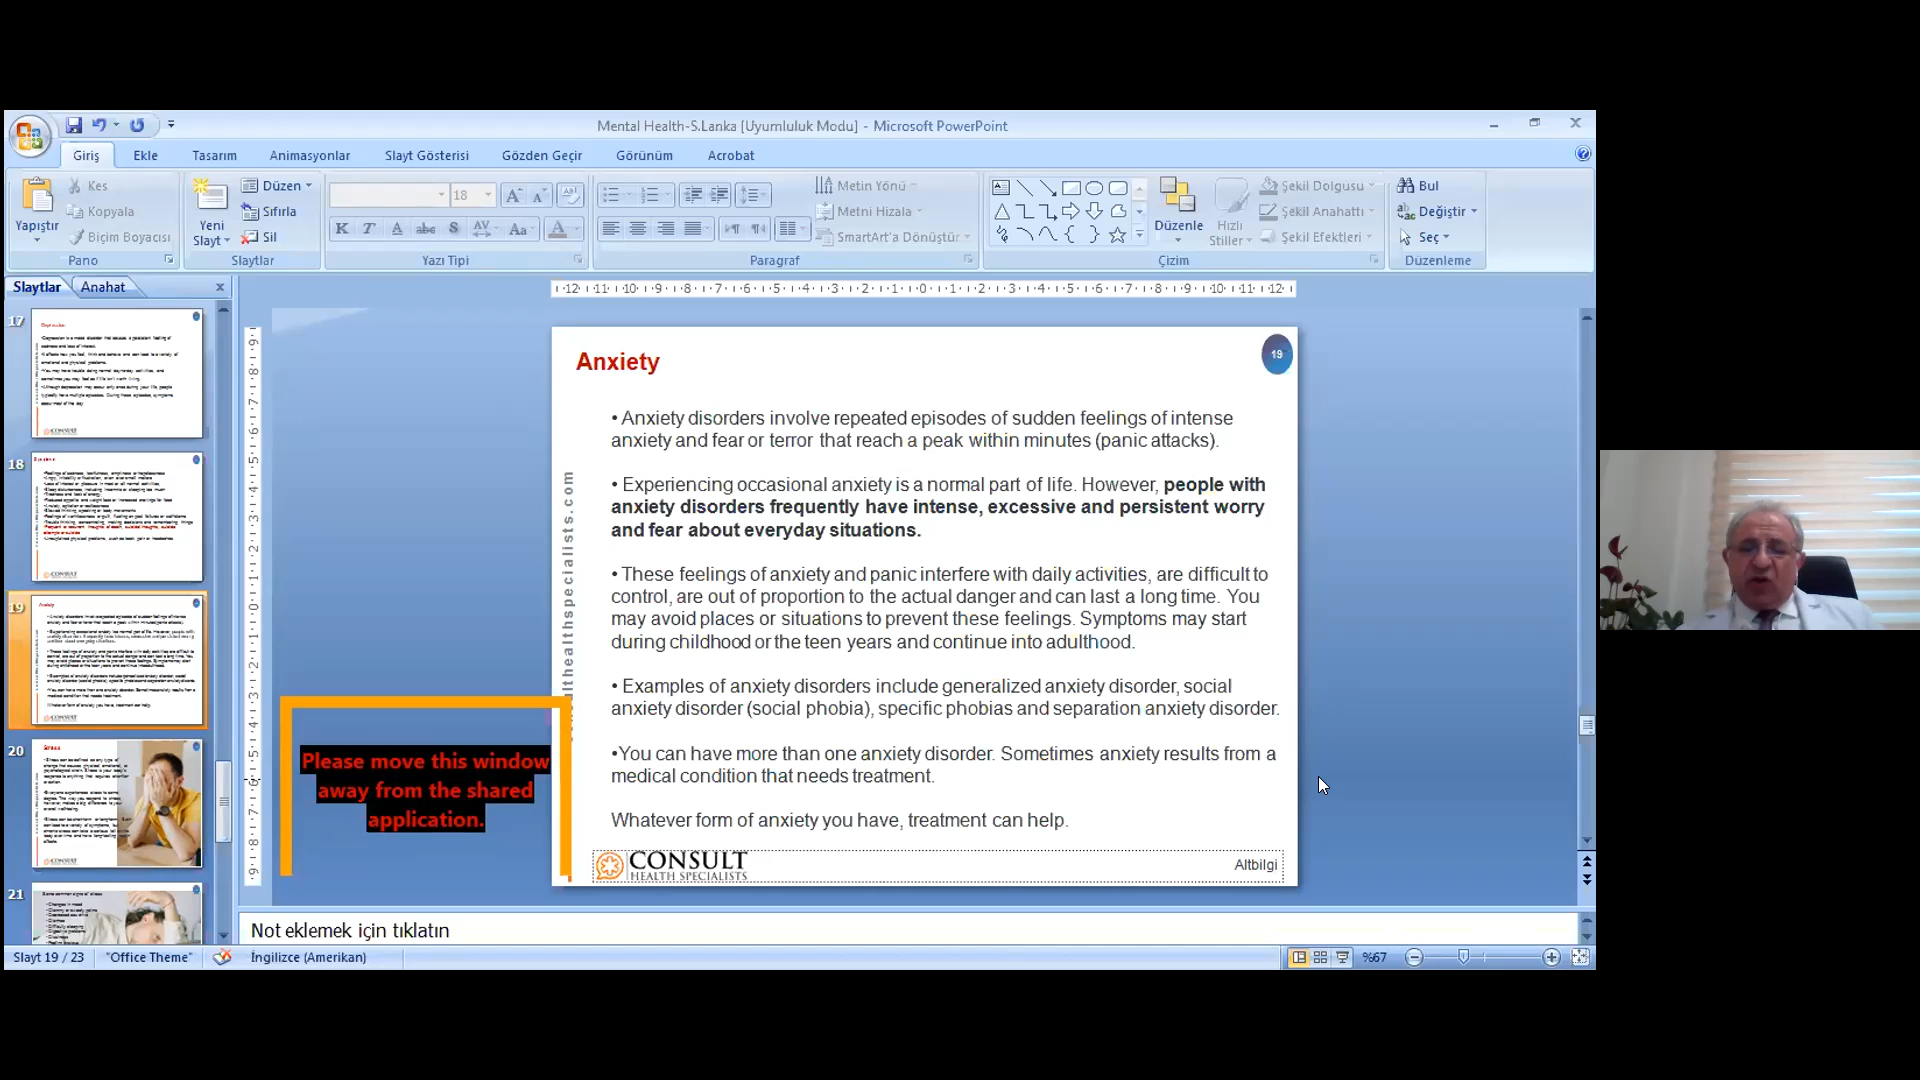 Mental Health-S.Lanka [Uyumluluk Modu] - Microsoft PowerPoint
Giriş Ekle Tasarım Animasyonlar Slayt Gösterisi Gözden Geçir Görünüm Acrobat
Yapıştır
Kes
Kopyala
Biçim Boyacısı
Pano
Yeni
Slayt
Düzen
Sıfırla
Sil
Slaytlar
18
Yazı Tipi
Metin Yönü
Metni Hizala
SmartArt'a Dönüştür
Paragraf
Düzenle
Hızlı
Stiller
Şekil Dolgusu
Şekil Anahattı
Şekil Efektleri
Çizim
Bul
Değiştir
Seç
Düzenleme
Slaytlar Anahat
17
18
19
20
Stress
21
Anxiety
19
• Anxiety disorders involve repeated episodes of sudden feelings of intense
anxiety and fear or terror that reach a peak within minutes (panic attacks).
• Experiencing occasional anxiety is a normal part of life. However, people with
anxiety disorders frequently have intense, excessive and persistent worry
and fear about everyday situations.
• These feelings of anxiety and panic interfere with daily activities, are difficult to
control, are out of proportion to the actual danger and can last a long time. You
may avoid places or situations to prevent these feelings. Symptoms may start
during childhood or the teen years and continue into adulthood.
• Examples of anxiety disorders include generalized anxiety disorder, social
anxiety disorder (social phobia), specific phobias and separation anxiety disorder.
•You can have more than one anxiety disorder. Sometimes anxiety results from a
medical condition that needs treatment.
Whatever form of anxiety you have, treatment can help.
CONSULT
HEALTH SPECIALISTS
Altbilgi
Please move this window
away from the shared
application.
Not eklemek için tıklatın
Slayt 19 / 23 "Office Theme" İngilizce (Amerikan) %67